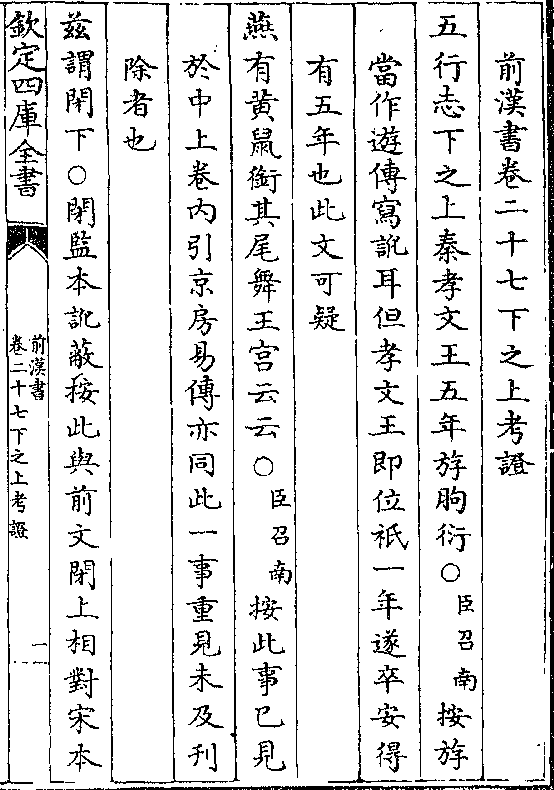 前漢書卷二十七下之上考證
五行志下之上秦孝文王五年斿朐衍○臣召南按斿
當作遊傳寫訛耳但孝文王即位祇一年遂卒安得
有五年也此文可疑
燕有黃鼠銜其尾舞王宫云云○臣召南按此事已見
於中上卷内引京房易傳亦同此一事重見未及刊
除者也
茲謂閉下○閉監本訛蔽按此與前文閉上相對宋本
欽定四庫全書
前漢書
卷二十七下之上考證
一